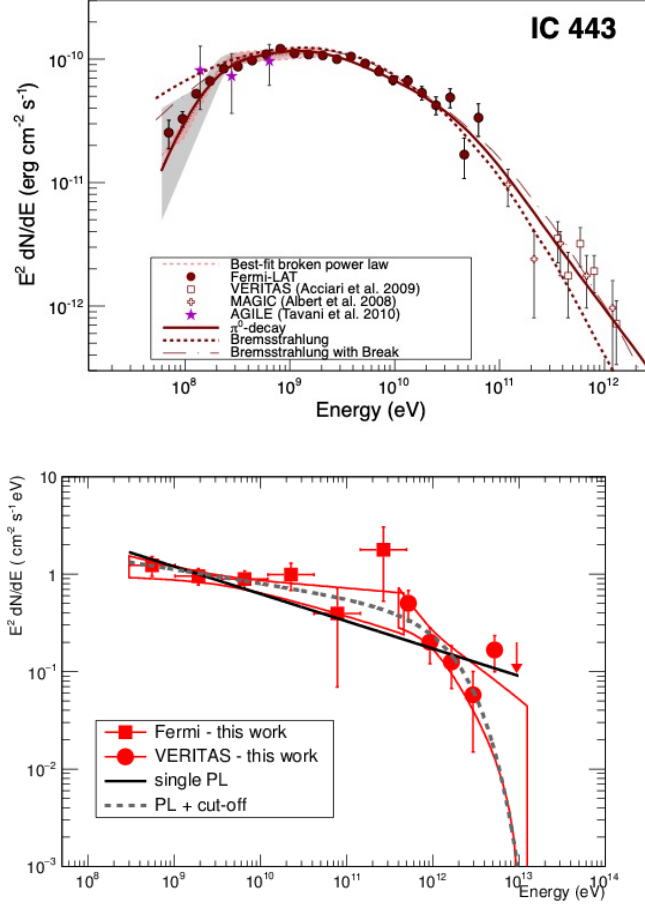 IC 443
E² dN/dE (erg cm⁻² s⁻¹)
10⁻¹⁰
10⁻¹¹
10⁻¹²
Best-fit broken power law
Fermi-LAT
VERITAS (Acciari et al. 2009)
MAGIC (Albert et al. 2008)
AGILE (Tavani et al. 2010)
π⁰-decay
Bremsstrahlung
Bremsstrahlung with Break
10⁸ 10⁹ 10¹⁰ 10¹¹ 10¹²
Energy (eV)
E² dN/dE ( cm⁻² s⁻¹ eV)
10
1
10⁻¹
10⁻²
10⁻³
Fermi - this work
VERITAS - this work
single PL
PL + cut-off
10⁸ 10⁹ 10¹⁰ 10¹¹ 10¹² 10¹³ 10¹⁴
Energy (eV)